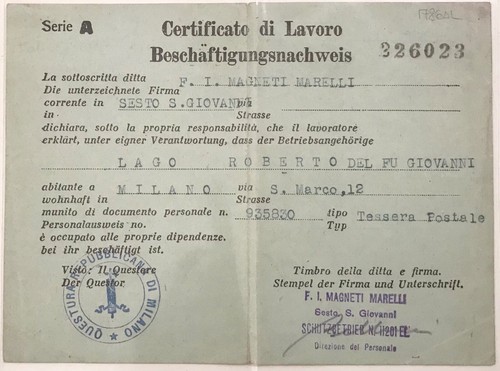 Serie A
Certificato di Lavoro
Beschäftigungsnachweis
326023
La sottoscritta ditta F. I. MAGNETI MARELLI
Die unterzeichnete Firma
corrente in SESTO S.GIOVANNI via
in Strasse
dichiara, sotto la propria responsabilità, che il lavoratore
erklärt, unter eigner Verantwortung, dass der Betriebsangehörige
LAGO ROBERTO DEL FU GIOVANNI
abitante a MILANO via S. Marco,12
wohnhaft in Strasse
munito di documento personale n. 935830 tipo Tessera Postale
Personalausweis no. Typ
è occupato alle proprie dipendenze.
bei ihr beschäftigt ist.
Visto: Il Questore
Der Questor
QUESTURA REPUBBLICANA DI MILANO
Timbro della ditta e firma.
Stempel der Firma und Unterschrift.
F. I. MAGNETI MARELLI
Sesto S. Giovanni
SCHUTZBETRIEB N.
Direzione del Personale